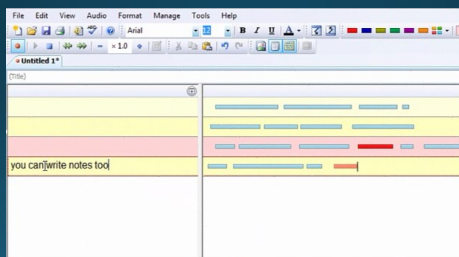 File Edit View Audio Format Manage Tools Help
Arial 12 B I U A
× 1.0
Untitled 1*
(Title)
you can write notes too